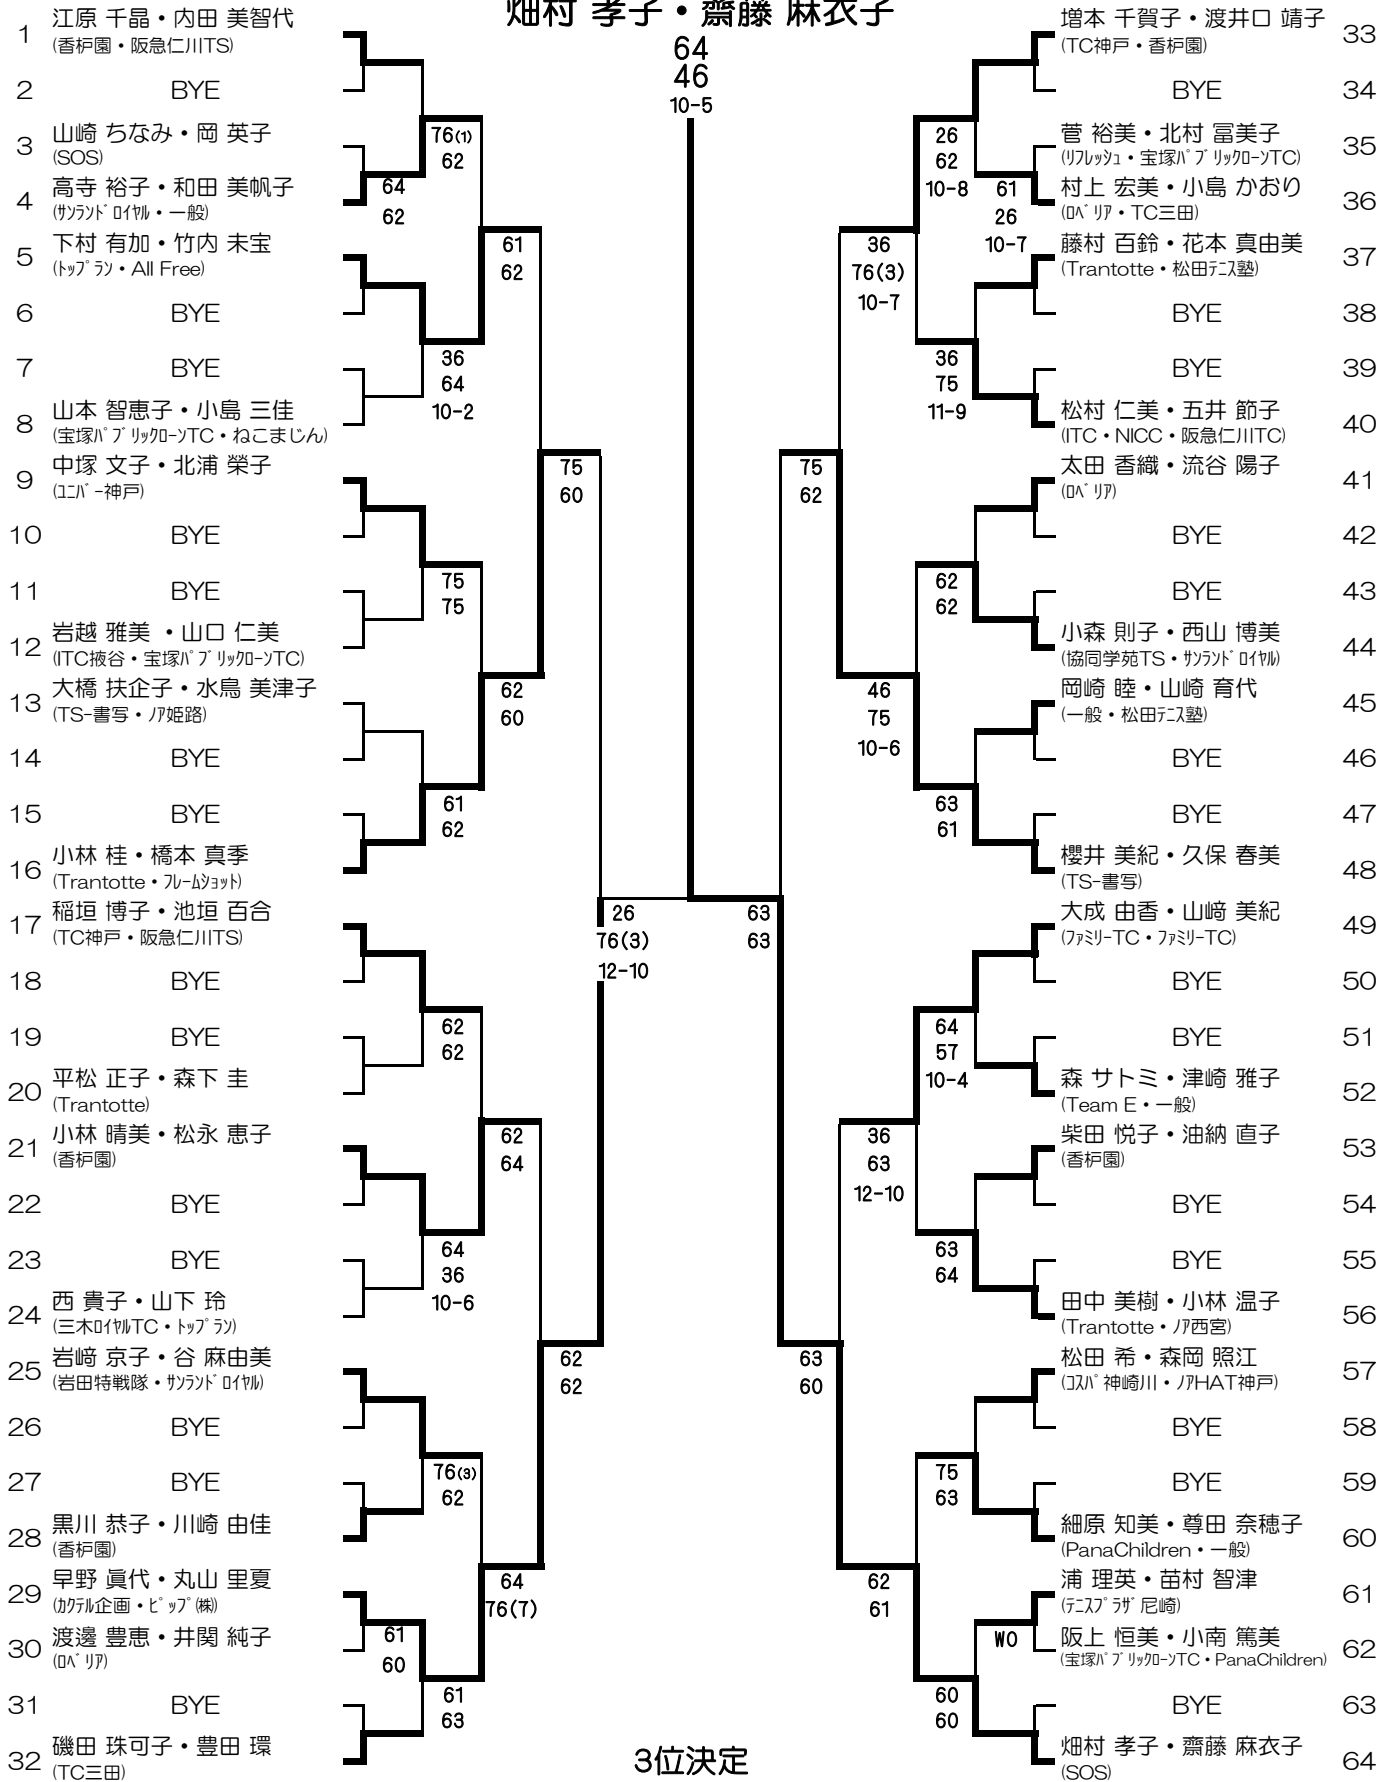 畑村 孝子・齋藤 麻衣子
64
46
10-5
1 江原 千晶・内田 美智代
(香枦園・阪急仁川TS)
2 BYE
3 山崎 ちなみ・岡 英子
(SOS)
4 高寺 裕子・和田 美帆子
(ｻﾝﾗﾝﾄﾞﾛｲﾔﾙ・一般)
5 下村 有加・竹内 未宝
(ﾄｯﾌﾟﾗﾝ・All Free)
6 BYE
7 BYE
8 山本 智恵子・小島 三佳
(宝塚ﾊﾟﾌﾞﾘｯｸﾛｰﾝTC・ねこまじん)
9 中塚 文子・北浦 榮子
(ﾕﾆﾊﾞｰ神戸)
10 BYE
11 BYE
12 岩越 雅美 ・山口 仁美
(ITC掖谷・宝塚ﾊﾟﾌﾞﾘｯｸﾛｰﾝTC)
13 大橋 扶企子・水鳥 美津子
(TS-書写・ﾉｱ姫路)
14 BYE
15 BYE
16 小林 桂・橋本 真季
(Trantotte・ﾌﾚｰﾑｼｮｯﾄ)
17 稲垣 博子・池垣 百合
(TC神戸・阪急仁川TS)
18 BYE
19 BYE
20 平松 正子・森下 圭
(Trantotte)
21 小林 晴美・松永 恵子
(香枦園)
22 BYE
23 BYE
24 西 貴子・山下 玲
(三木ﾛｲﾔﾙTC・ﾄｯﾌﾟﾗﾝ)
25 岩﨑 京子・谷 麻由美
(岩田特戦隊・ｻﾝﾗﾝﾄﾞﾛｲﾔﾙ)
26 BYE
27 BYE
28 黒川 恭子・川崎 由佳
(香枦園)
29 早野 眞代・丸山 里夏
(ｶｸﾃﾙ企画・ﾋﾟｯﾌﾟ㈱)
30 渡邊 豊恵・井関 純子
(ﾛﾍﾞﾘｱ)
31 BYE
32 磯田 珠可子・豊田 環
(TC三田)
64
62
61
60
76(1)
62
36
64
10-2
75
75
61
62
62
62
64
36
10-6
76(3)
62
61
63
61
62
62
60
62
64
64
76(7)
75
60
62
62
26
76(3)
12-10
63
63
75
62
63
60
36
76(3)
10-7
46
75
10-6
36
63
12-10
62
61
26
62
10-8
36
75
11-9
62
62
63
61
64
57
10-4
63
64
75
63
60
60
61
26
10-7
W0
増本 千賀子・渡井口 靖子 33
(TC神戸・香枦園)
BYE 34
菅 裕美・北村 冨美子 35
(ﾘﾌﾚｯｼｭ・宝塚ﾊﾟﾌﾞﾘｯｸﾛｰﾝTC)
村上 宏美・小島 かおり 36
(ﾛﾍﾞﾘｱ・TC三田)
藤村 百鈴・花本 真由美 37
(Trantotte・松田ﾃﾆｽ塾)
BYE 38
BYE 39
松村 仁美・五井 節子 40
(ITC・NICC・阪急仁川TC)
太田 香織・流谷 陽子 41
(ﾛﾍﾞﾘｱ)
BYE 42
BYE 43
小森 則子・西山 博美 44
(協同学苑TS・ｻﾝﾗﾝﾄﾞﾛｲﾔﾙ)
岡崎 睦・山崎 育代 45
(一般・松田ﾃﾆｽ塾)
BYE 46
BYE 47
櫻井 美紀・久保 春美 48
(TS-書写)
大成 由香・山﨑 美紀 49
(ﾌｧﾐﾘｰTC・ﾌｧﾐﾘｰTC)
BYE 50
BYE 51
森 サトミ・津崎 雅子 52
(Team E・一般)
柴田 悦子・油納 直子 53
(香枦園)
BYE 54
BYE 55
田中 美樹・小林 温子 56
(Trantotte・ﾉｱ西宮)
松田 希・森岡 照江 57
(ｺｽﾊﾟ神崎川・ﾉｱHAT神戸)
BYE 58
BYE 59
細原 知美・尊田 奈穂子 60
(PanaChildren・一般)
浦 理英・苗村 智津 61
(ﾃﾆｽﾌﾟﾗｻﾞ尼崎)
阪上 恒美・小南 篤美 62
(宝塚ﾊﾟﾌﾞﾘｯｸﾛｰﾝTC・PanaChildren)
BYE 63
畑村 孝子・齋藤 麻衣子 64
(SOS)
3位決定